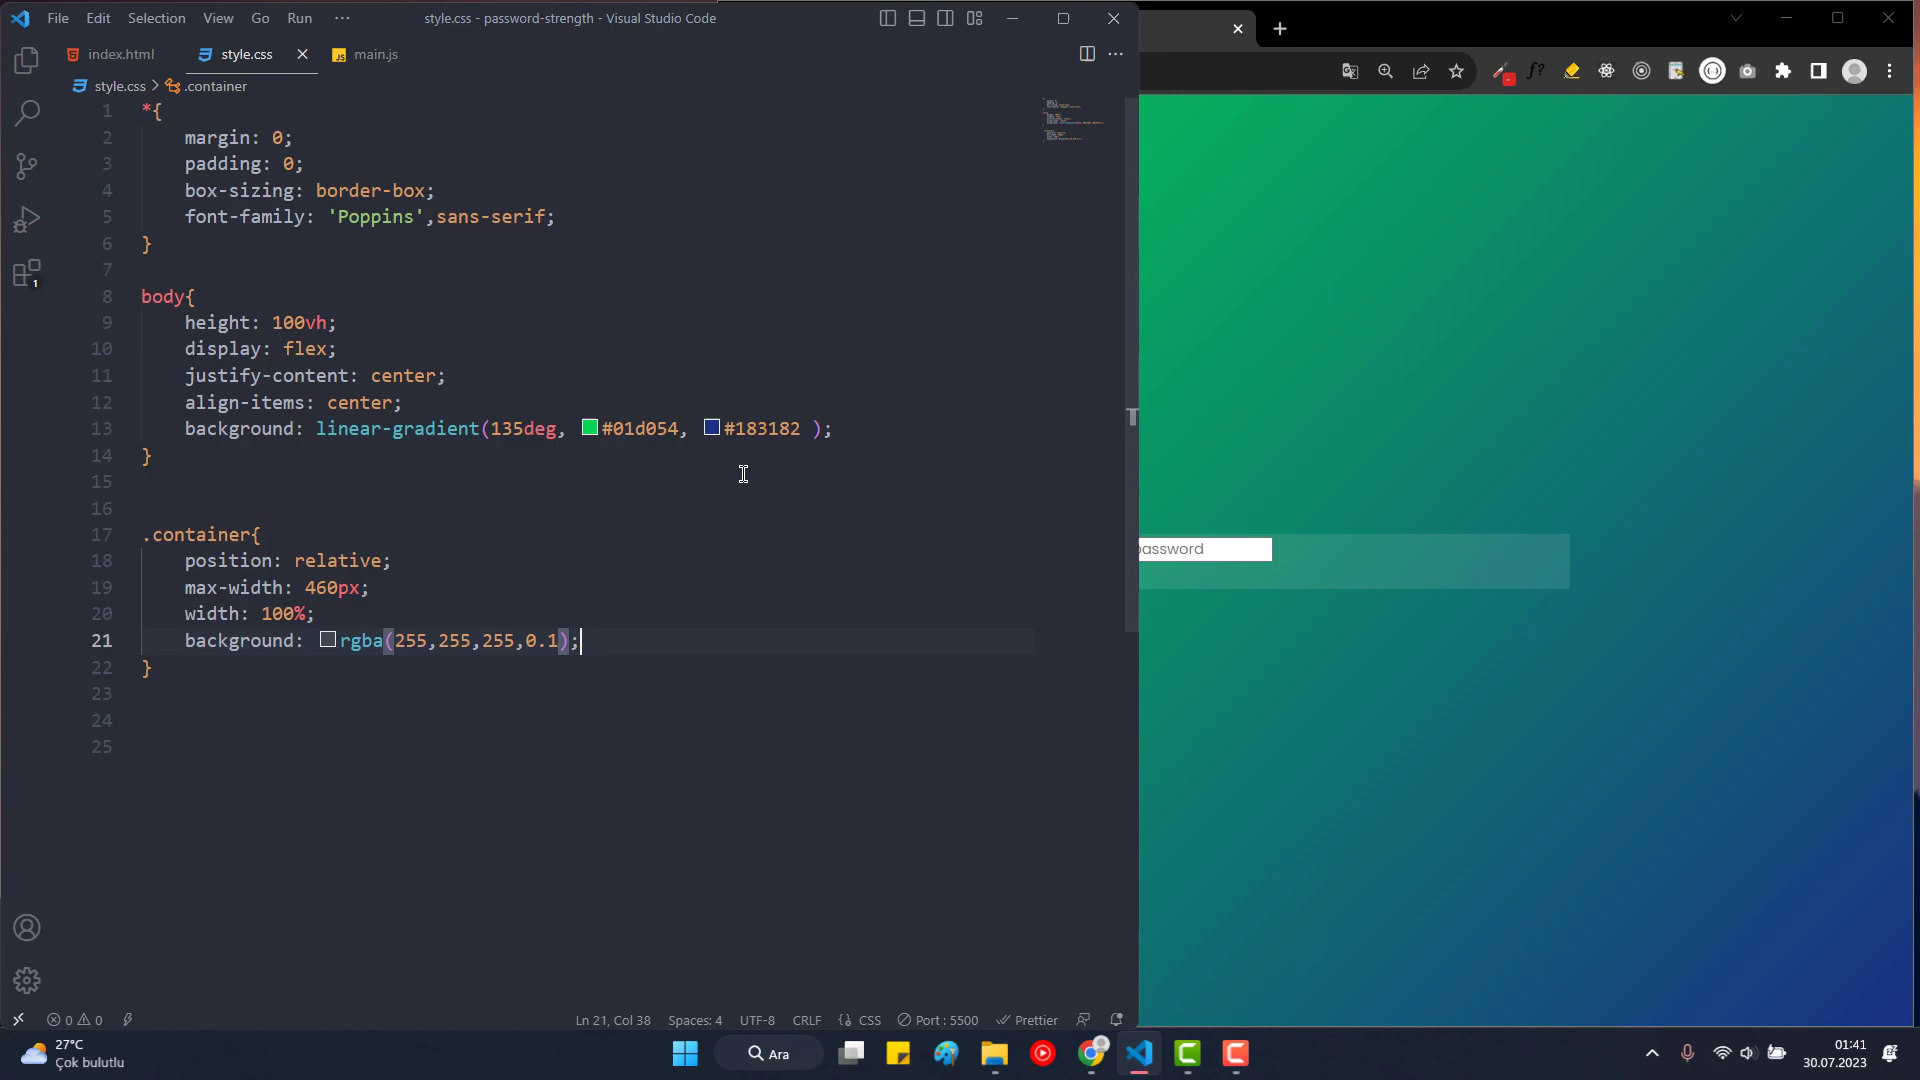 File Edit Selection View Go Run ··· style.css - password-strength - Visual Studio Code
index.html style.css main.js
style.css > .container
1 *{
2 margin: 0;
3 padding: 0;
4 box-sizing: border-box;
5 font-family: 'Poppins',sans-serif;
6 }
7
8 body{
9 height: 100vh;
10 display: flex;
11 justify-content: center;
12 align-items: center;
13 background: linear-gradient(135deg, #01d054, #183182 );
14 }
15
16
17 .container{
18 position: relative;
19 max-width: 460px;
20 width: 100%;
21 background: rgba(255,255,255,0.1);
22 }
23
24
25
1
password
f?
0 0 Ln 21, Col 38 Spaces: 4 UTF-8 CRLF {} CSS Port : 5500 Prettier
27°C
Çok bulutlu
Ara
01:41
30.07.2023